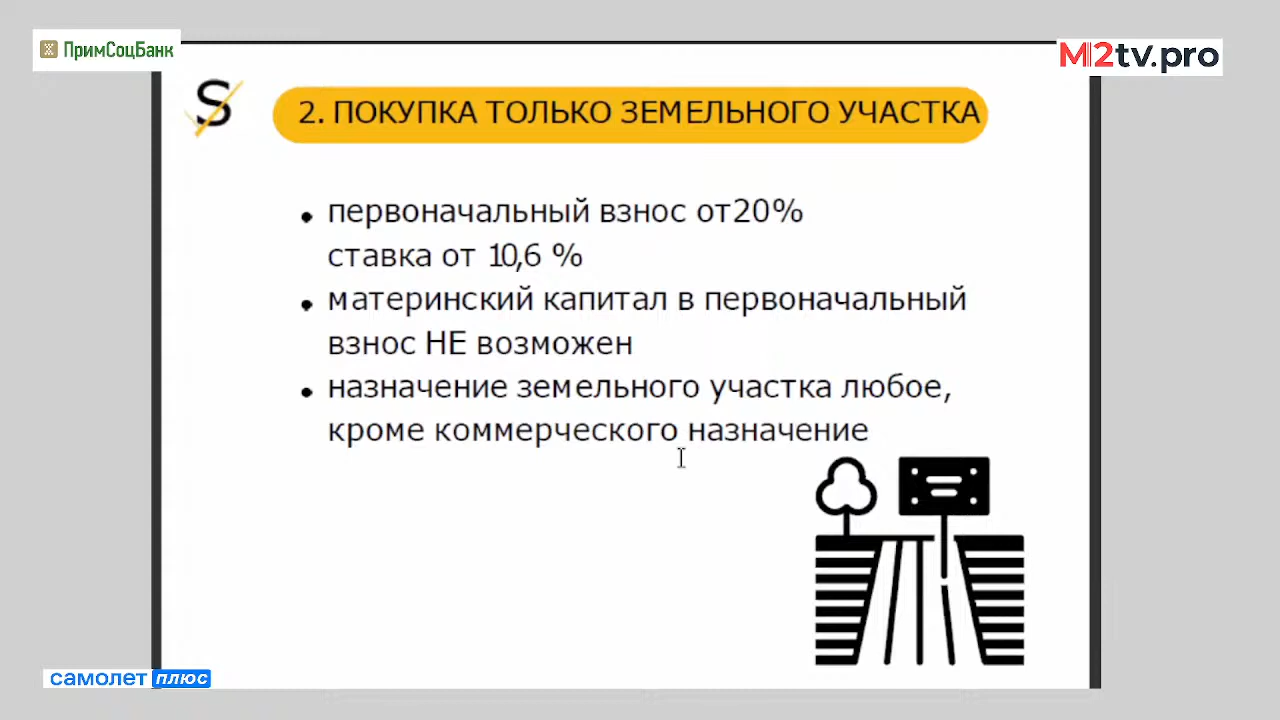 ПримСоцБанк
M2tv.pro
S
2. ПОКУПКА ТОЛЬКО ЗЕМЕЛЬНОГО УЧАСТКА
• первоначальный взнос от20%
ставка от 10,6 %
• материнский капитал в первоначальный
взнос НЕ возможен
• назначение земельного участка любое,
кроме коммерческого назначение
самолет плюс